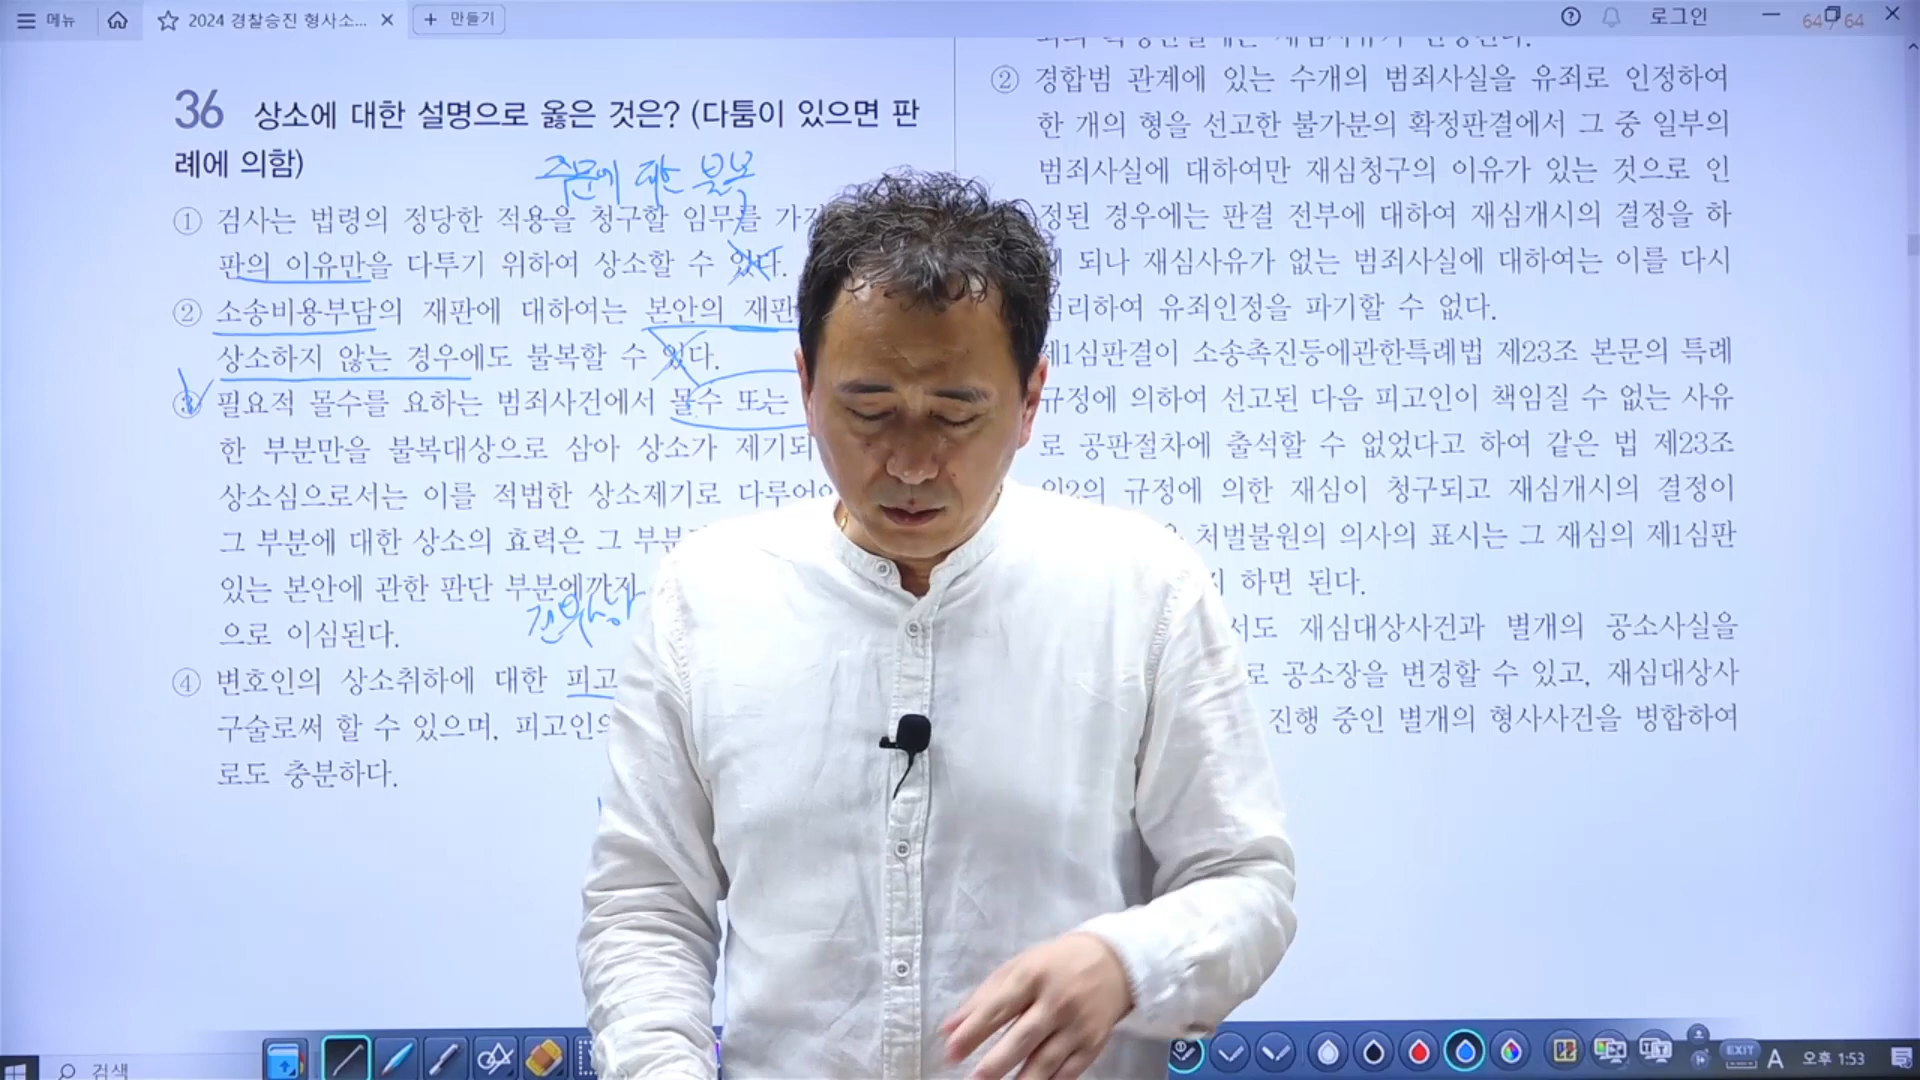 메뉴
2024 경찰승진 형사소...
만들기
로그인
64 / 64
36 상소에 대한 설명으로 옳은 것은? (다툼이 있으면 판
례에 의함)
주문에 대한 불복
① 검사는 법령의 정당한 적용을 청구할 임무를 가
판의 이유만을 다투기 위하여 상소할 수 있다.
② 소송비용부담의 재판에 대하여는 본안의 재판
상소하지 않는 경우에도 불복할 수 있다.
③ 필요적 몰수를 요하는 범죄사건에서 몰수 또는
한 부분만을 불복대상으로 삼아 상소가 제기되
상소심으로서는 이를 적법한 상소제기로 다루어야
그 부분에 대한 상소의 효력은 그 부분
있는 본안에 관한 판단 부분에까지
으로 이심된다.
④ 변호인의 상소취하에 대한 피고
구술로써 할 수 있으며, 피고인의
로도 충분하다.
② 경합범 관계에 있는 수개의 범죄사실을 유죄로 인정하여
한 개의 형을 선고한 불가분의 확정판결에서 그 중 일부의
범죄사실에 대하여만 재심청구의 이유가 있는 것으로 인
정된 경우에는 판결 전부에 대하여 재심개시의 결정을 하
되나 재심사유가 없는 범죄사실에 대하여는 이를 다시
심리하여 유죄인정을 파기할 수 없다.
제1심판결이 소송촉진등에관한특례법 제23조 본문의 특례
규정에 의하여 선고된 다음 피고인이 책임질 수 없는 사유
로 공판절차에 출석할 수 없었다고 하여 같은 법 제23조
의2의 규정에 의한 재심이 청구되고 재심개시의 결정이
처벌불원의 의사의 표시는 그 재심의 제1심판
하면 된다.
서도 재심대상사건과 별개의 공소사실을
로 공소장을 변경할 수 있고, 재심대상사
진행 중인 별개의 형사사건을 병합하여
검색
EXIT
A
오후 1:53